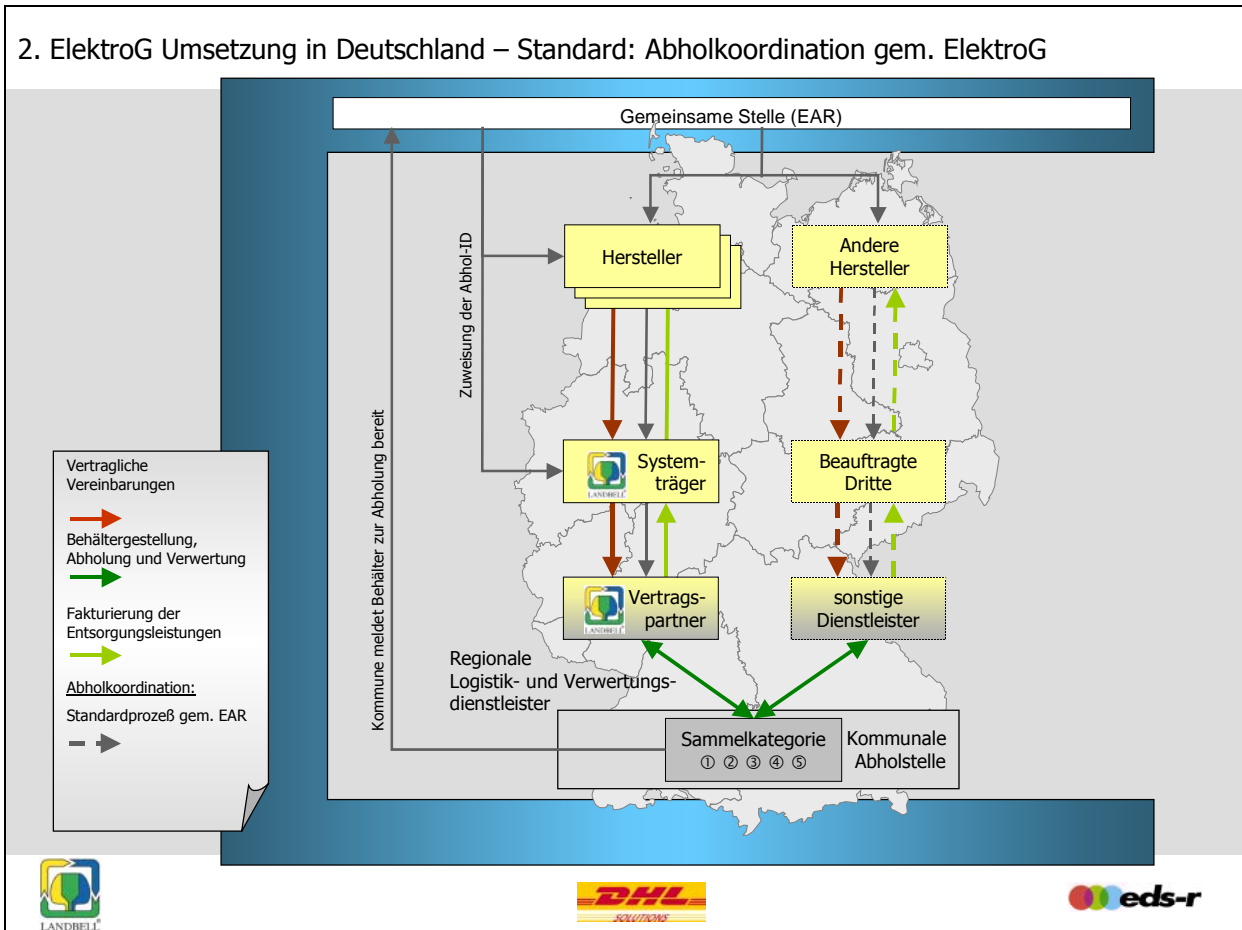 2. ElektroG Umsetzung in Deutschland – Standard: Abholkoordination gem. ElektroG
Gemeinsame Stelle (EAR)
Hersteller
Andere
Hersteller
Zuweisung der Abhol-ID
Kommune meldet Behälter zur Abholung bereit
System-
träger
LANDBELL®
Beauftragte
Dritte
Vertrags-
partner
LANDBELL®
sonstige
Dienstleister
Regionale
Logistik- und Verwertungs-
dienstleister
Sammelkategorie
① ② ③ ④ ⑤
Kommunale
Abholstelle
Vertragliche
Vereinbarungen
Behältergestellung,
Abholung und Verwertung
Fakturierung der
Entsorgungsleistungen
Abholkoordination:
Standardprozeß gem. EAR
LANDBELL®
DHL
SOLUTIONS
eds-r